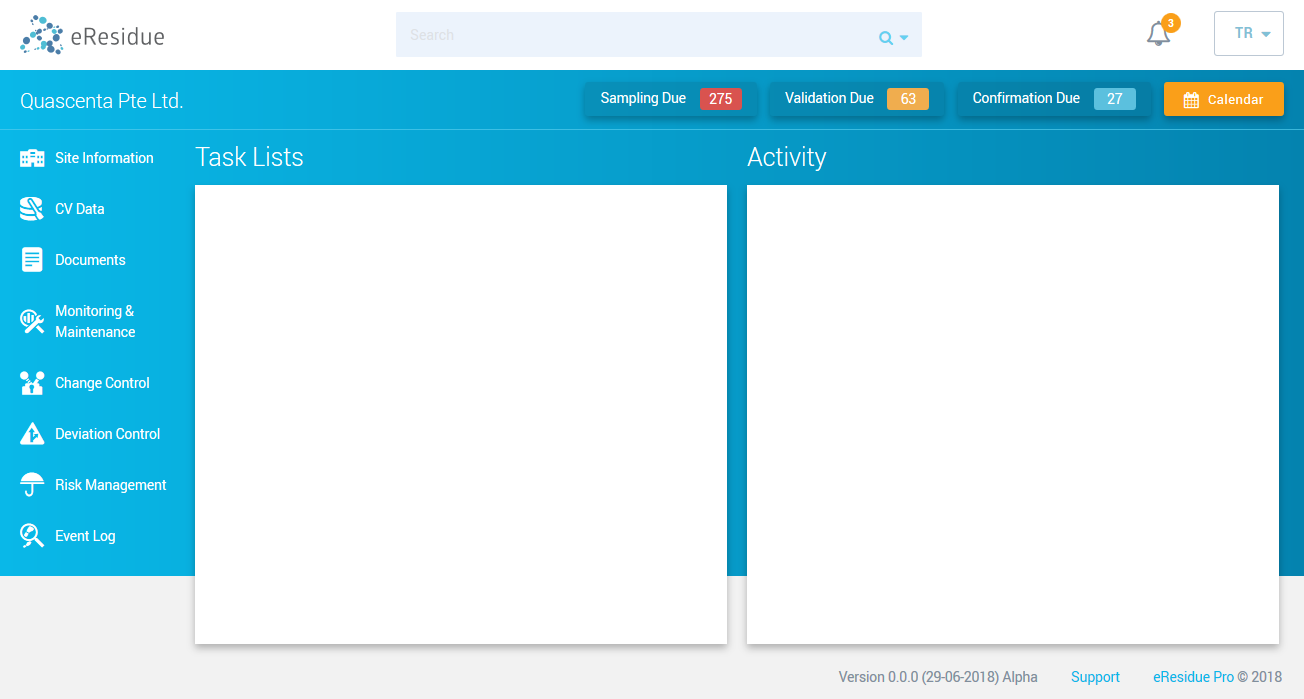 eResidue
Search
3
TR
Quascenta Pte Ltd.
Sampling Due 275
Validation Due 63
Confirmation Due 27
Calendar
Site Information
CV Data
Documents
Monitoring &
Maintenance
Change Control
Deviation Control
Risk Management
Event Log
Task Lists
Activity
Version 0.0.0 (29-06-2018) Alpha Support eResidue Pro © 2018